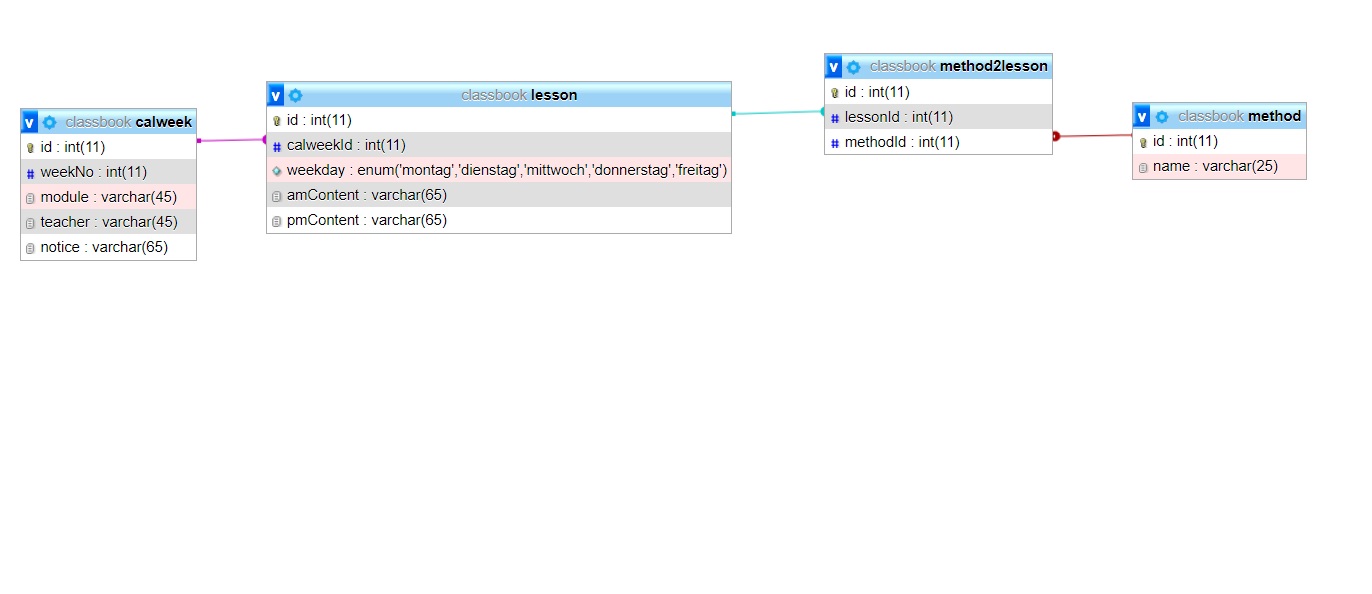 classbook calweek
id : int(11)
weekNo : int(11)
module : varchar(45)
teacher : varchar(45)
notice : varchar(65)
classbook lesson
id : int(11)
calweekId : int(11)
weekday : enum('montag','dienstag','mittwoch','donnerstag','freitag')
amContent : varchar(65)
pmContent : varchar(65)
classbook method2lesson
id : int(11)
lessonId : int(11)
methodId : int(11)
classbook method
id : int(11)
name : varchar(25)